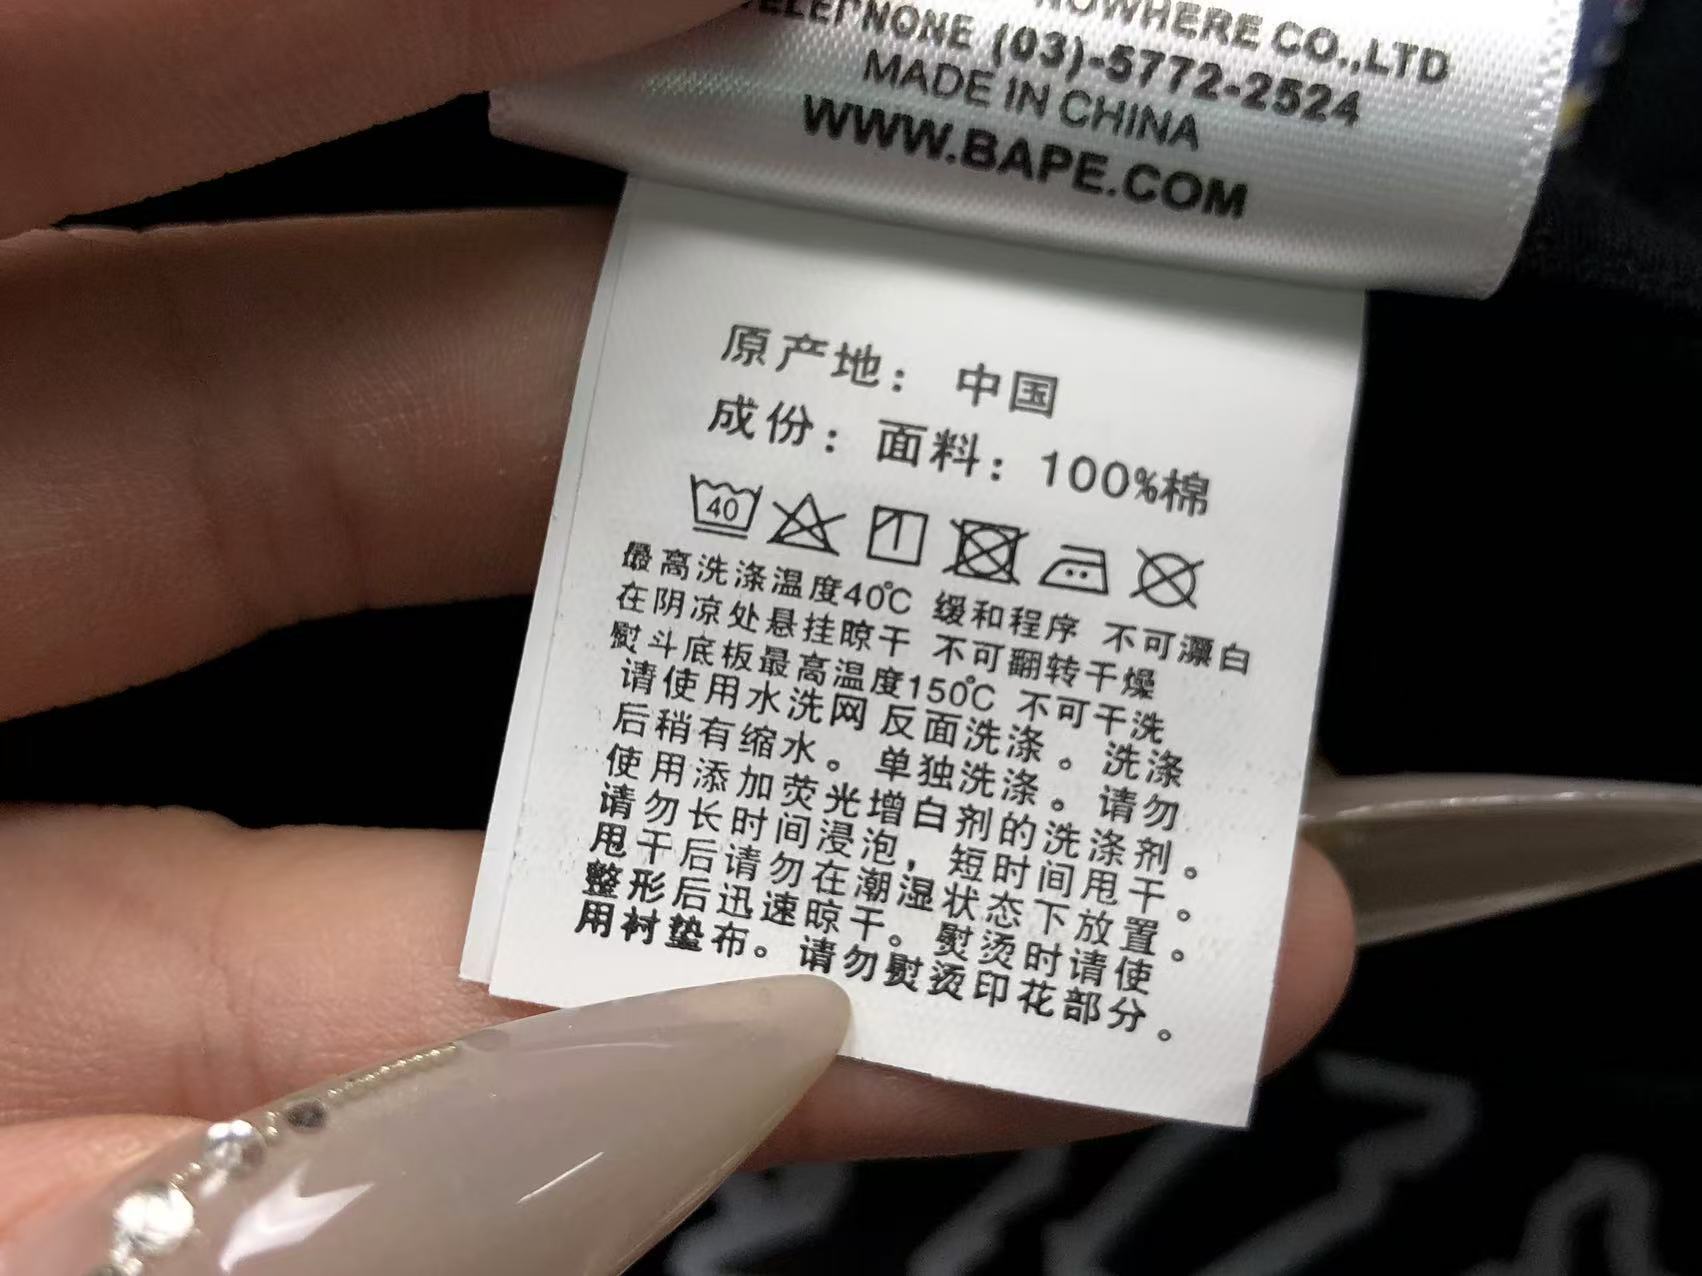 NOWHERE CO.,LTD
TELEPHONE (03)-5772-2524
MADE IN CHINA
WWW.BAPE.COM
原产地： 中国
成份：面料：100%棉
40
最高洗涤温度40℃ 缓和程序 不可漂白
在阴凉处悬挂晾干 不可翻转干燥
熨斗底板最高温度150℃ 不可干洗
请使用水洗网 反面洗涤。洗涤
后稍有缩水。 单独洗涤。请勿
使用添加荧光增白剂的洗涤剂。
请勿长时间浸泡，短时间甩干。
甩干后请勿在潮湿状态下放置。
整形后迅速晾干。熨烫时请使
用衬垫布。请勿熨烫印花部分。